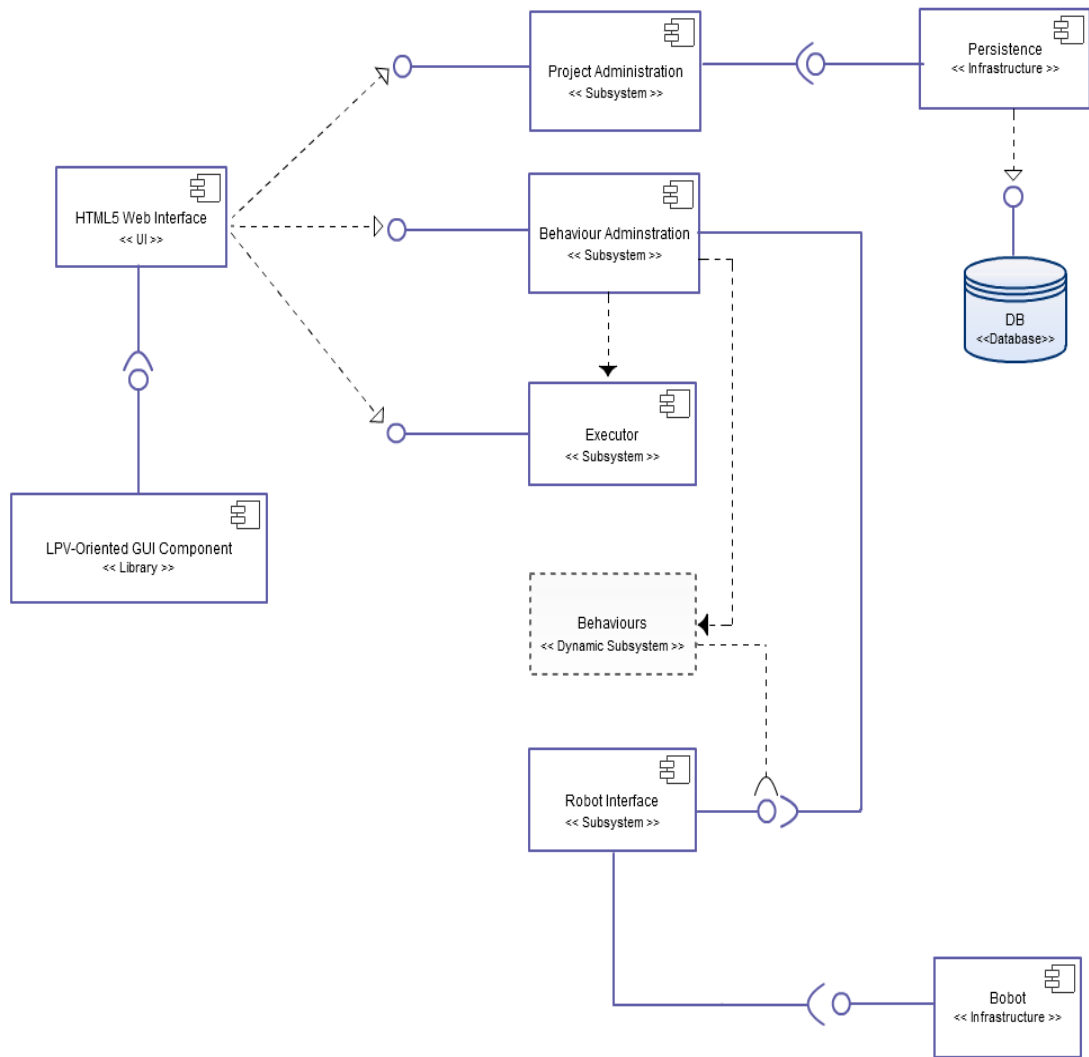 Project Administration
<< Subsystem >>
Persistence
<< Infrastructure >>
HTML5 Web Interface
<< UI >>
Behaviour Adminstration
<< Subsystem >>
DB
<<Database>>
Executor
<< Subsystem >>
LPV-Oriented GUI Component
<< Library >>
Behaviours
<< Dynamic Subsystem >>
Robot Interface
<< Subsystem >>
Bobot
<< Infrastructure >>